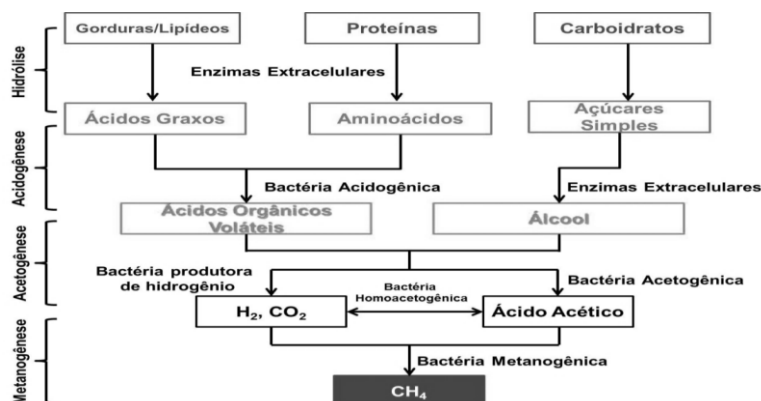 Gorduras/Lipídeos
Proteínas
Carboidratos
Hidrólise
Enzimas Extracelulares
Ácidos Graxos
Aminoácidos
Açúcares
Simples
Acidogênese
Bactéria Acidogênica
Enzimas Extracelulares
Ácidos Orgânicos
Voláteis
Álcool
Acetogênese
Bactéria produtora
de hidrogênio
Bactéria
Homoacetogênica
Bactéria Acetogênica
H₂, CO₂
Ácido Acético
Metanogênese
Bactéria Metanogênica
CH₄